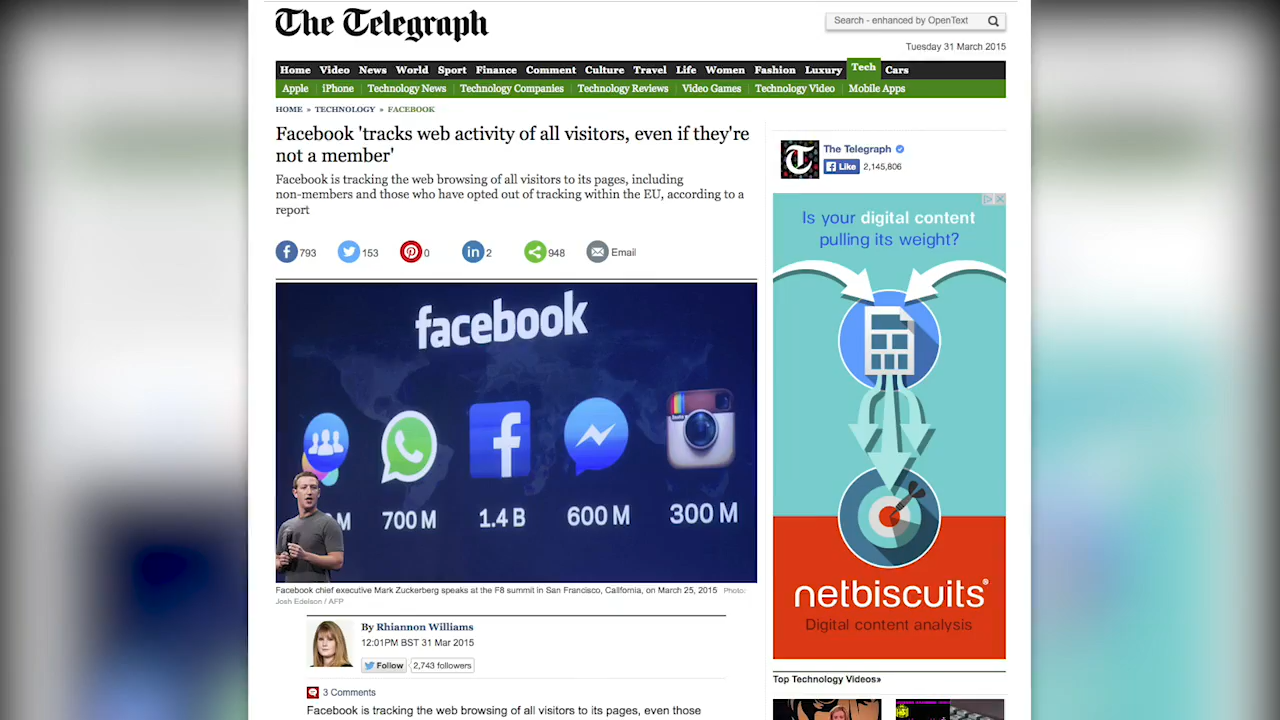 The Telegraph
Search - enhanced by OpenText
Tuesday 31 March 2015
Home Video News World Sport Finance Comment Culture Travel Life Women Fashion Luxury Tech Cars
Apple iPhone Technology News Technology Companies Technology Reviews Video Games Technology Video Mobile Apps
HOME » TECHNOLOGY » FACEBOOK
Facebook 'tracks web activity of all visitors, even if they're
not a member'
Facebook is tracking the web browsing of all visitors to its pages, including
non-members and those who have opted out of tracking within the EU, according to a
report
793 153 0 in 2 948 Email
facebook
M 700 M 1.4 B 600 M 300 M
Facebook chief executive Mark Zuckerberg speaks at the F8 summit in San Francisco, California, on March 25, 2015 Photo:
Josh Edelson / AFP
By Rhiannon Williams
12:01PM BST 31 Mar 2015
Follow 2,743 followers
3 Comments
Facebook is tracking the web browsing of all visitors to its pages, even those
The Telegraph
Like 2,145,806
Is your digital content
pulling its weight?
netbiscuits®
Digital content analysis
Top Technology Videos»